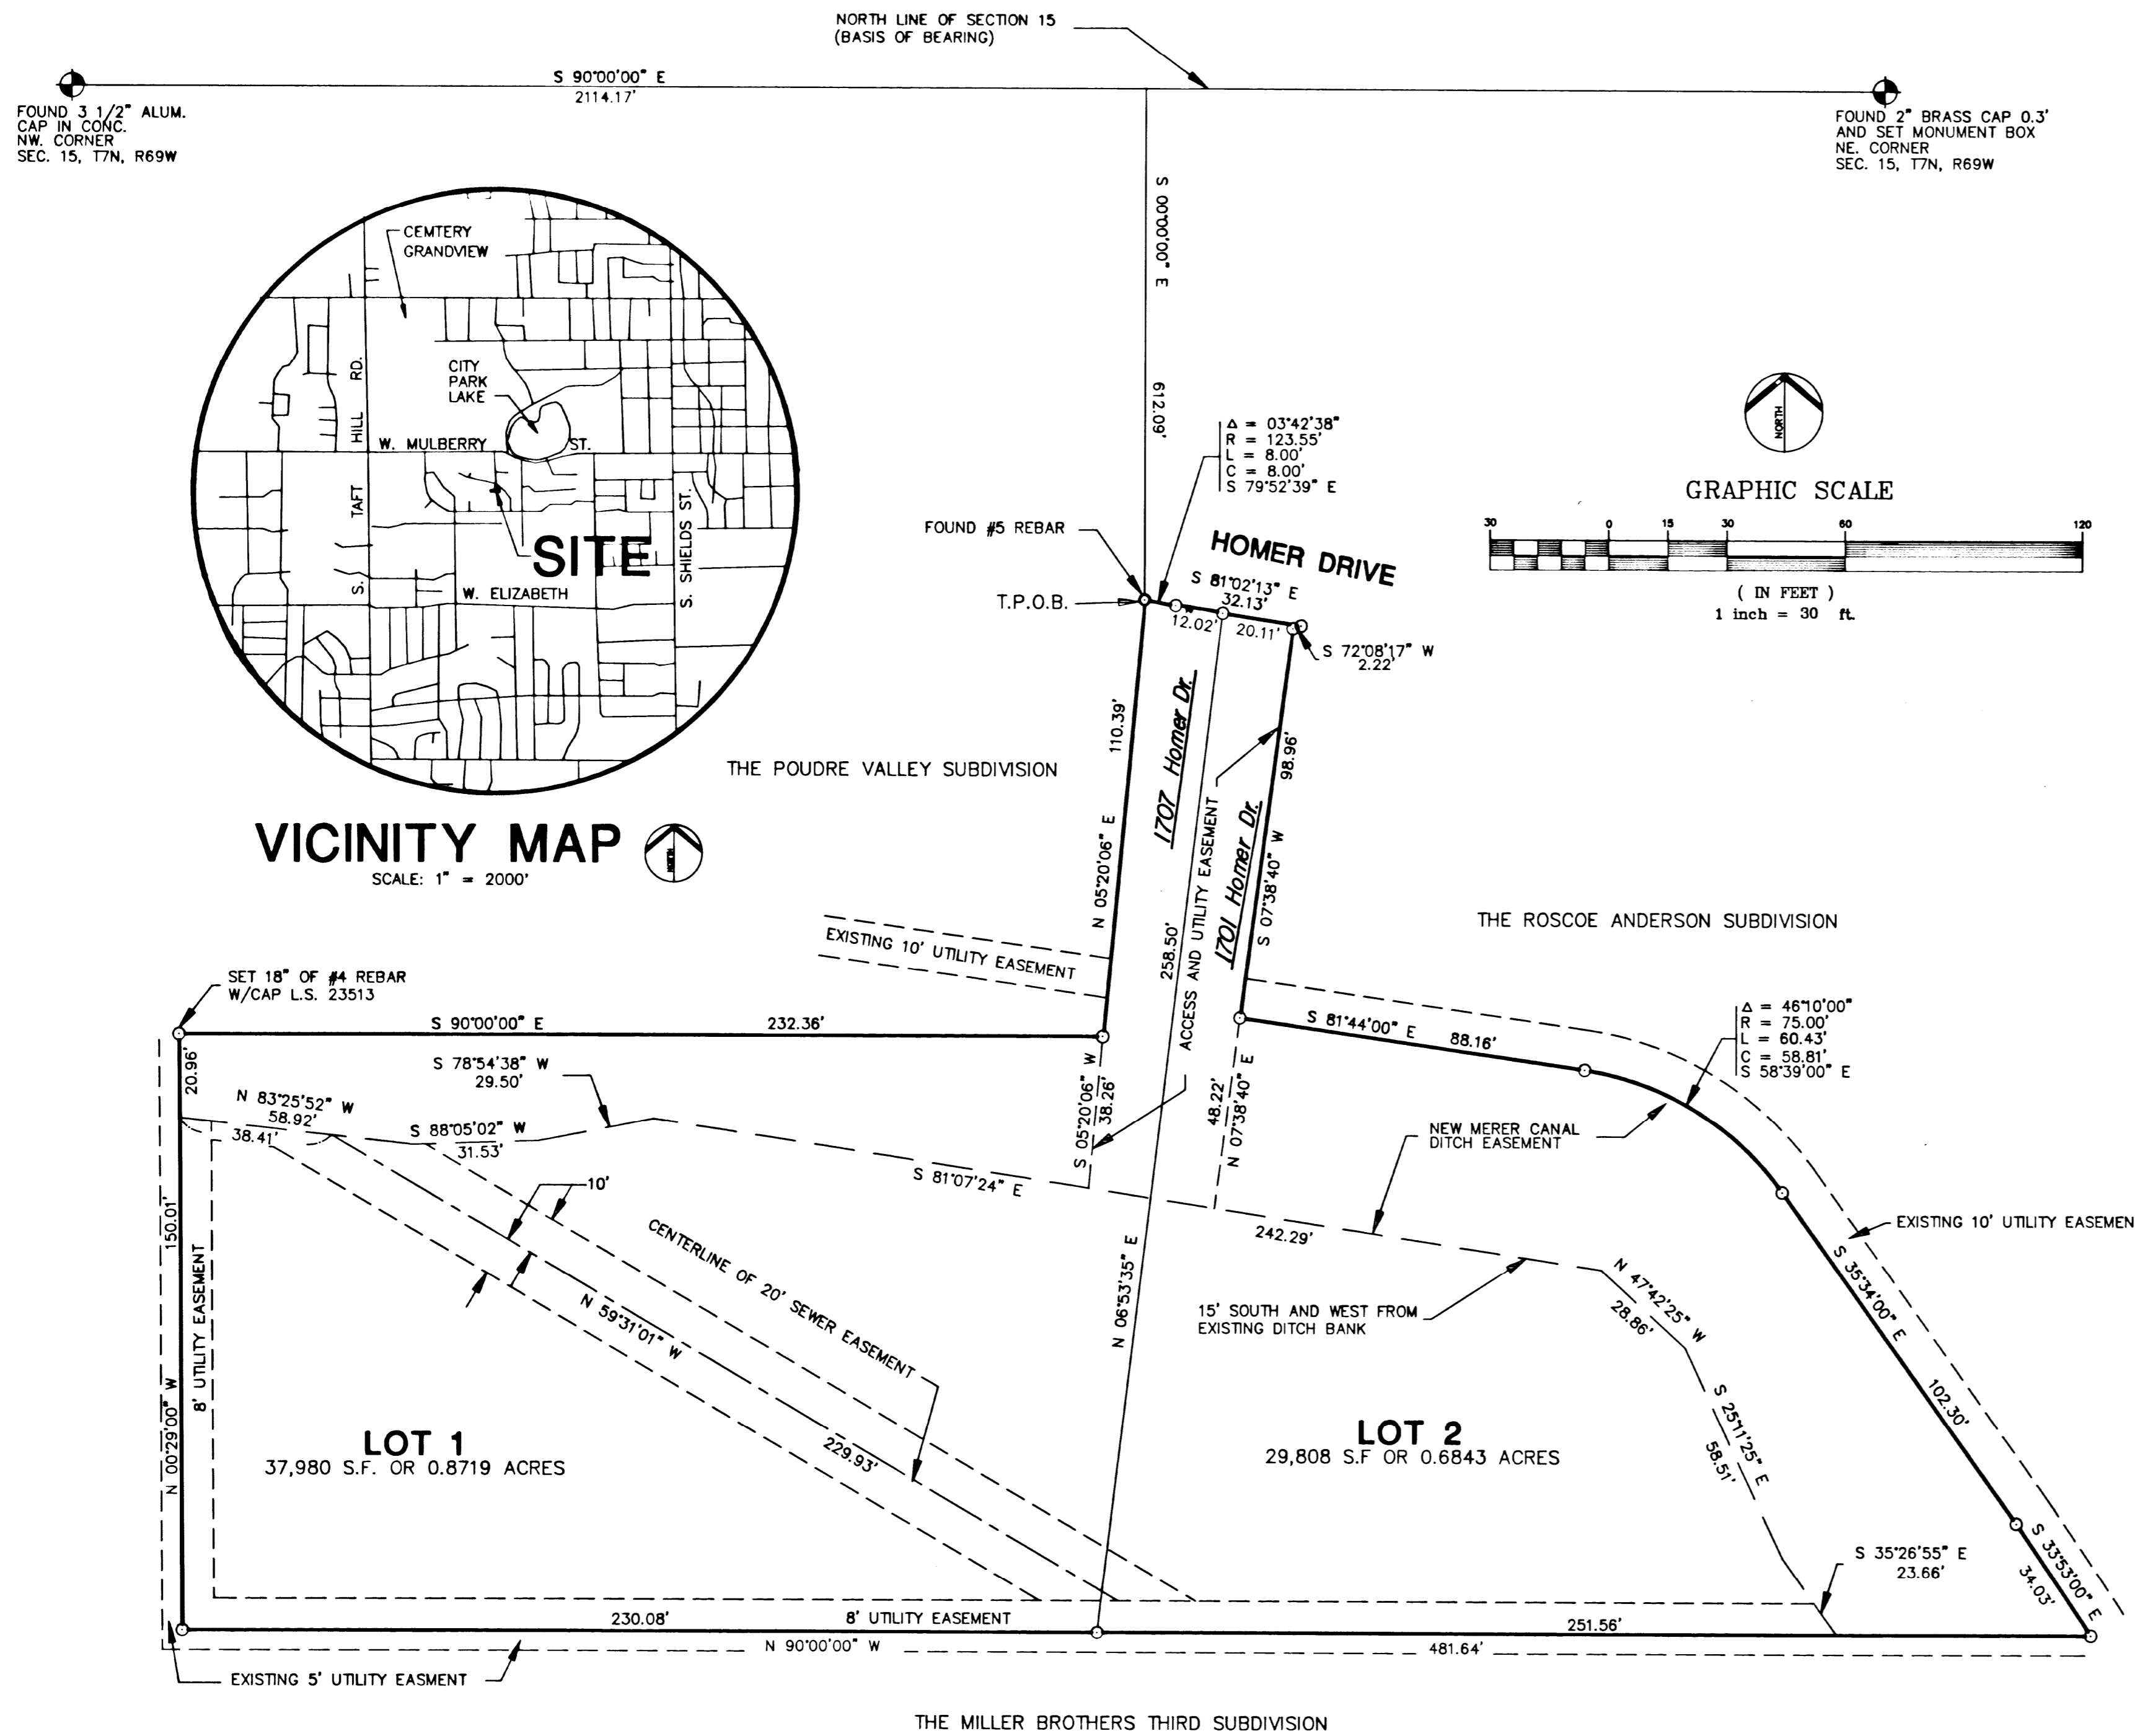 NORTH LINE OF SECTION 15
(BASIS OF BEARING)
S 90°00'00" E
2114.17'
FOUND 3 1/2" ALUM.
CAP IN CONC.
NW. CORNER
SEC. 15, T7N, R69W
FOUND 2" BRASS CAP 0.3'
AND SET MONUMENT BOX
NE. CORNER
SEC. 15, T7N, R69W
S 00°00'00" E
612.09'
CEMTERY
GRANDVIEW
CITY
PARK
LAKE
S. TAFT HILL RD.
W. MULBERRY ST.
SITE
S. SHIELDS ST.
W. ELIZABETH
VICINITY MAP
SCALE: 1" = 2000'
NORTH
GRAPHIC SCALE
30 0 15 30 60 120
( IN FEET )
1 inch = 30 ft.
Δ = 03°42'38"
R = 123.55'
L = 8.00'
C = 8.00'
S 79°52'39" E
FOUND #5 REBAR
T.P.O.B.
HOMER DRIVE
S 81°02'13" E
32.13'
12.02'
20.11'
S 72°08'17" W
2.22'
110.39'
N 05°20'06" E
1707 Homer Dr.
1701 Homer Dr.
98.96'
S 07°38'40" W
258.50'
ACCESS AND UTILITY EASEMENT
THE POUDRE VALLEY SUBDIVISION
THE ROSCOE ANDERSON SUBDIVISION
EXISTING 10' UTILITY EASEMENT
SET 18" OF #4 REBAR
W/CAP L.S. 23513
S 90°00'00" E 232.36'
20.96'
S 78°54'38" W
29.50'
N 83°25'52" W
58.92'
38.41'
S 88°05'02" W
31.53'
S 05°20'06" W
38.26'
48.22'
N 07°38'40" E
S 81°44'00" E 88.16'
Δ = 46°10'00"
R = 75.00'
L = 60.43'
C = 58.81'
S 58°39'00" E
NEW MERER CANAL
DITCH EASEMENT
S 81°07'24" E
242.29'
10'
CENTERLINE OF 20' SEWER EASEMENT
N 59°31'01" W
229.93'
EXISTING 10' UTILITY EASEMEN
S 35°34'00" E
102.30'
N 47°42'25" W
28.86'
15' SOUTH AND WEST FROM
EXISTING DITCH BANK
S 25°11'25" E
58.51'
N 06°53'35" E
150.01'
N 00°29'00" W
8' UTILITY EASEMENT
LOT 1
37,980 S.F. OR 0.8719 ACRES
LOT 2
29,808 S.F OR 0.6843 ACRES
S 35°26'55" E
23.66'
S 33°53'00" E
34.03'
230.08'
8' UTILITY EASEMENT
251.56'
N 90°00'00" W
481.64'
EXISTING 5' UTILITY EASMENT
THE MILLER BROTHERS THIRD SUBDIVISION